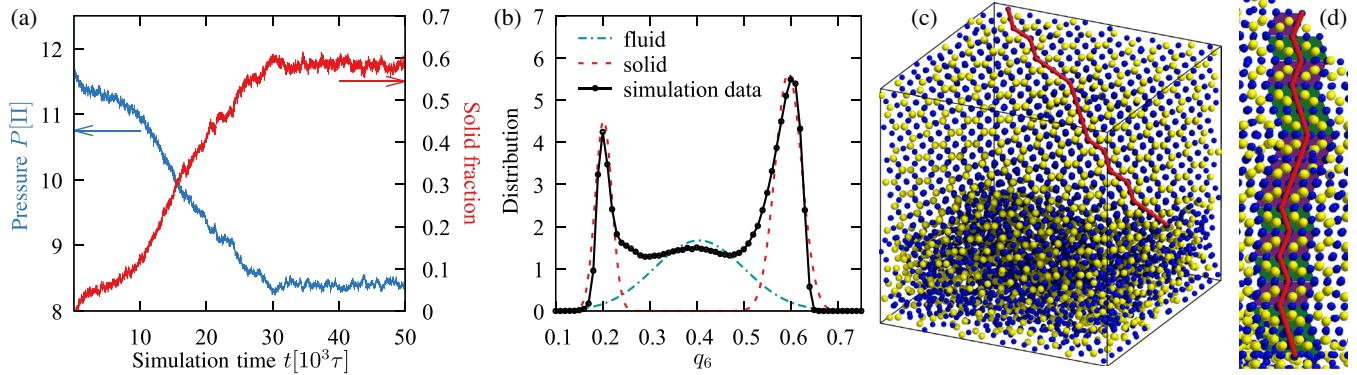 (a)
Pressure P[Π]
12
11
10
9
8
0.7
0.6
0.5
0.4
0.3
0.2
0.1
0
Solid fraction
10
20
30
40
50
Simulation time t[10³τ]
(b)
Distribution
7
6
5
4
3
2
1
0
fluid
solid
simulation data
0.1
0.2
0.3
0.4
0.5
0.6
0.7
q₆
(c)
(d)